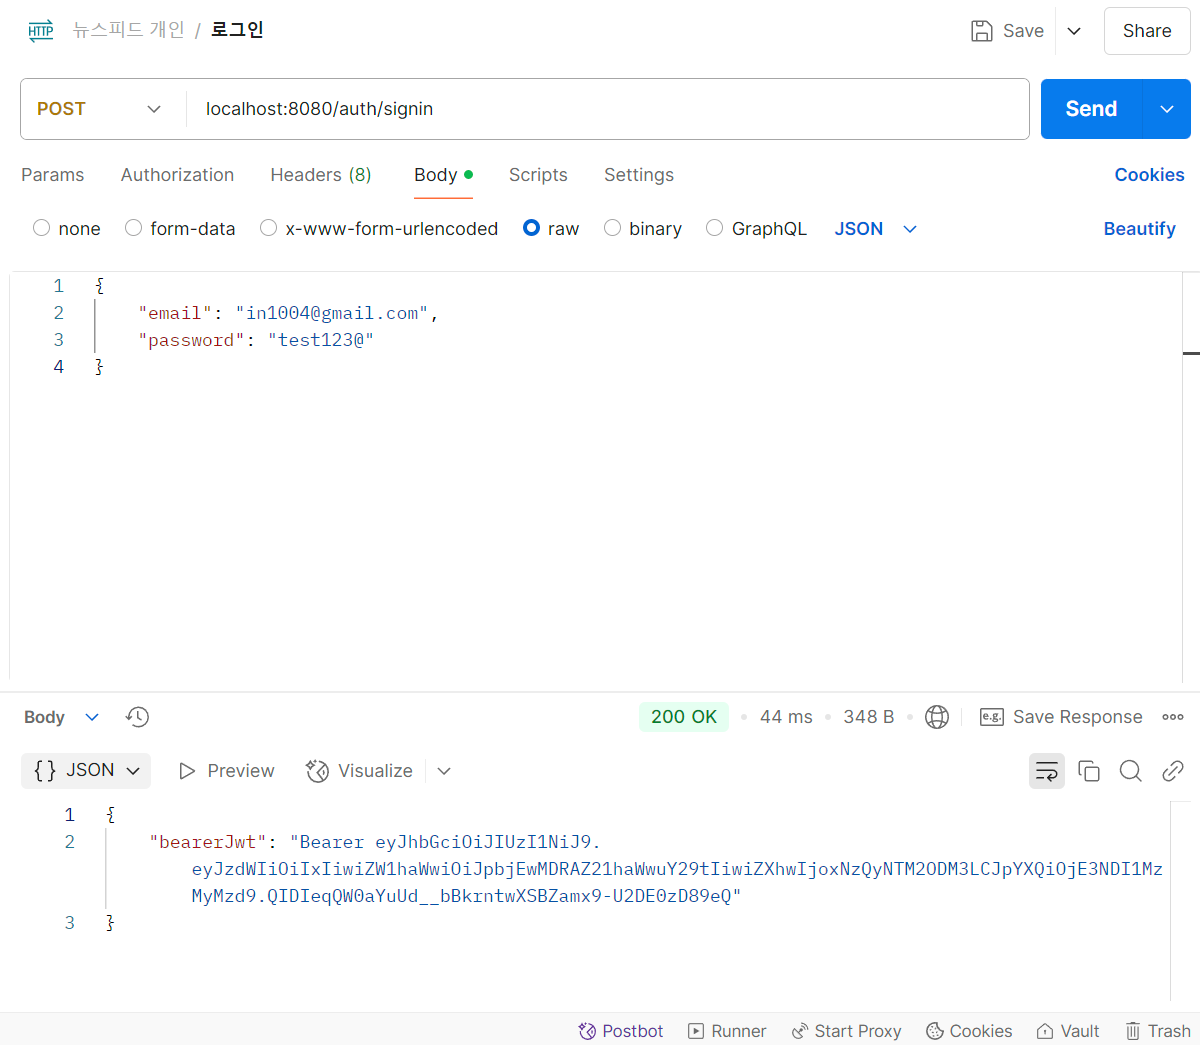 HTTP 뉴스피드 개인 / 로그인 Save Share
POST localhost:8080/auth/signin Send
Params Authorization Headers (8) Body Scripts Settings Cookies
none form-data x-www-form-urlencoded raw binary GraphQL JSON Beautify
1 {
2 "email": "in1004@gmail.com",
3 "password": "test123@"
4 }
Body 200 OK • 44 ms • 348 B • e.g. Save Response
{} JSON Preview Visualize
1 {
2 "bearerJwt": "Bearer eyJhbGciOiJIUzI1NiJ9.
eyJzdWIiOiIxIiwiZW1haWwiOiJpbjEwMDRAZ21haWwuY29tIiwiZXhwIjoxNzQyNTM2ODM3LCJpYXQiOjE3NDI1Mz
MyMzd9.QIDIeqQW0aYuUd__bBkrntwXSBZamx9-U2DE0zD89eQ"
3 }
Postbot Runner Start Proxy Cookies Vault Trash